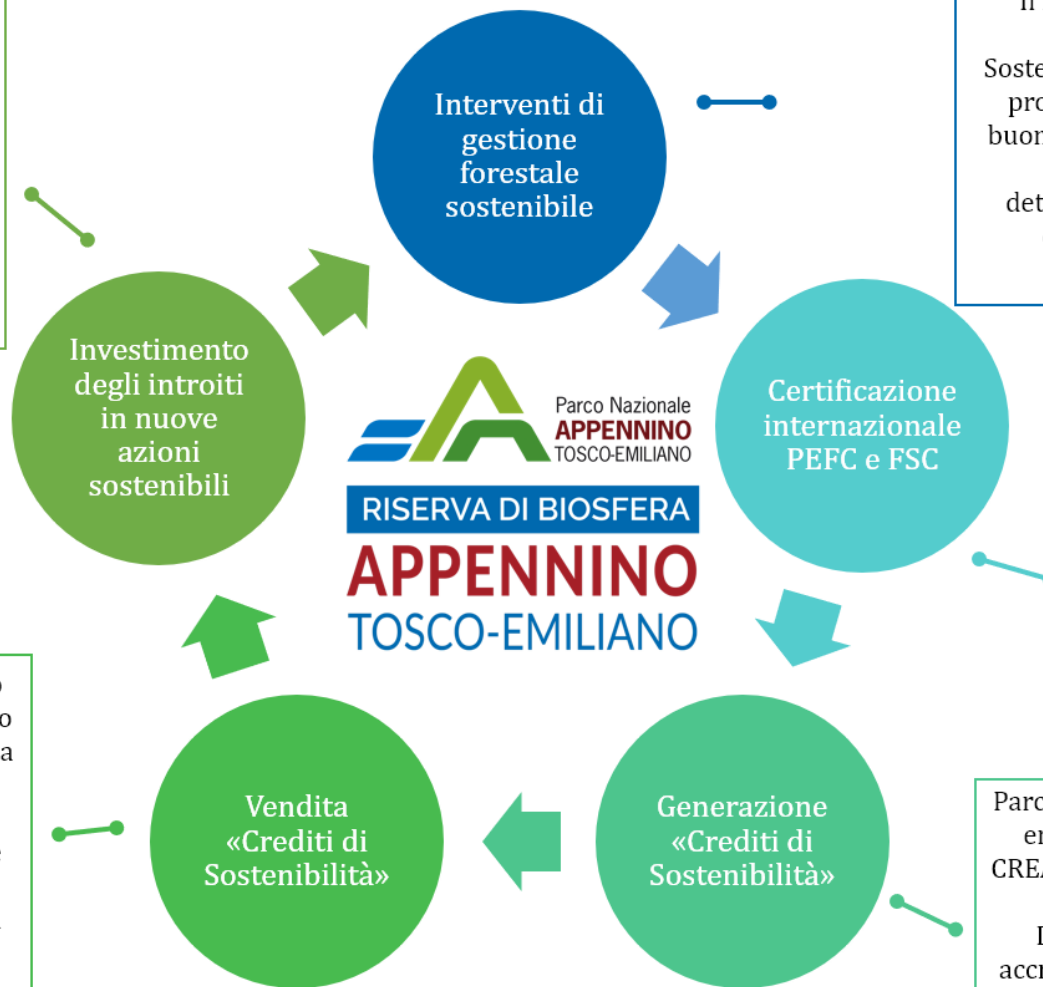 Interventi di
gestione
forestale
sostenibile
Certificazione
internazionale
PEFC e FSC
Generazione
«Crediti di
Sostenibilità»
Vendita
«Crediti di
Sostenibilità»
Investimento
degli introiti
in nuove
azioni
sostenibili
Parco Nazionale
APPENNINO
TOSCO-EMILIANO
RISERVA DI BIOSFERA
APPENNINO
TOSCO-EMILIANO